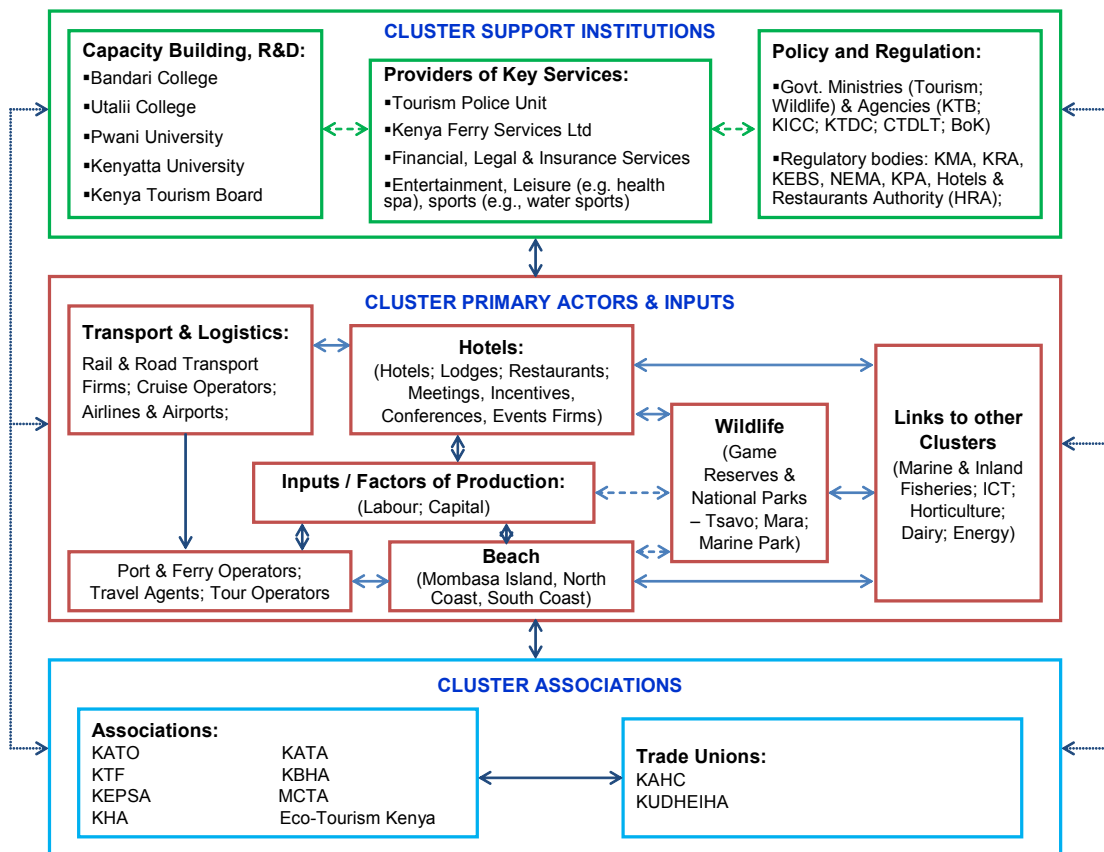 CLUSTER SUPPORT INSTITUTIONS
Capacity Building, R&D:
▪Bandari College
▪Utalii College
▪Pwani University
▪Kenyatta University
▪Kenya Tourism Board
Providers of Key Services:
▪Tourism Police Unit
▪Kenya Ferry Services Ltd
▪Financial, Legal & Insurance Services
▪Entertainment, Leisure (e.g. health
spa), sports (e.g., water sports)
Policy and Regulation:
▪Govt. Ministries (Tourism;
Wildlife) & Agencies (KTB;
KICC; KTDC; CTDLT; BoK)
▪Regulatory bodies: KMA, KRA,
KEBS, NEMA, KPA, Hotels &
Restaurants Authority (HRA);
CLUSTER PRIMARY ACTORS & INPUTS
Transport & Logistics:
Rail & Road Transport
Firms; Cruise Operators;
Airlines & Airports;
Hotels:
(Hotels; Lodges; Restaurants;
Meetings, Incentives,
Conferences, Events Firms)
Wildlife
(Game
Reserves &
National Parks
– Tsavo; Mara;
Marine Park)
Links to other
Clusters
(Marine & Inland
Fisheries; ICT;
Horticulture;
Dairy; Energy)
Inputs / Factors of Production:
(Labour; Capital)
Port & Ferry Operators;
Travel Agents; Tour Operators
Beach
(Mombasa Island, North
Coast, South Coast)
CLUSTER ASSOCIATIONS
Associations:
KATO KATA
KTF KBHA
KEPSA MCTA
KHA Eco-Tourism Kenya
Trade Unions:
KAHC
KUDHEIHA